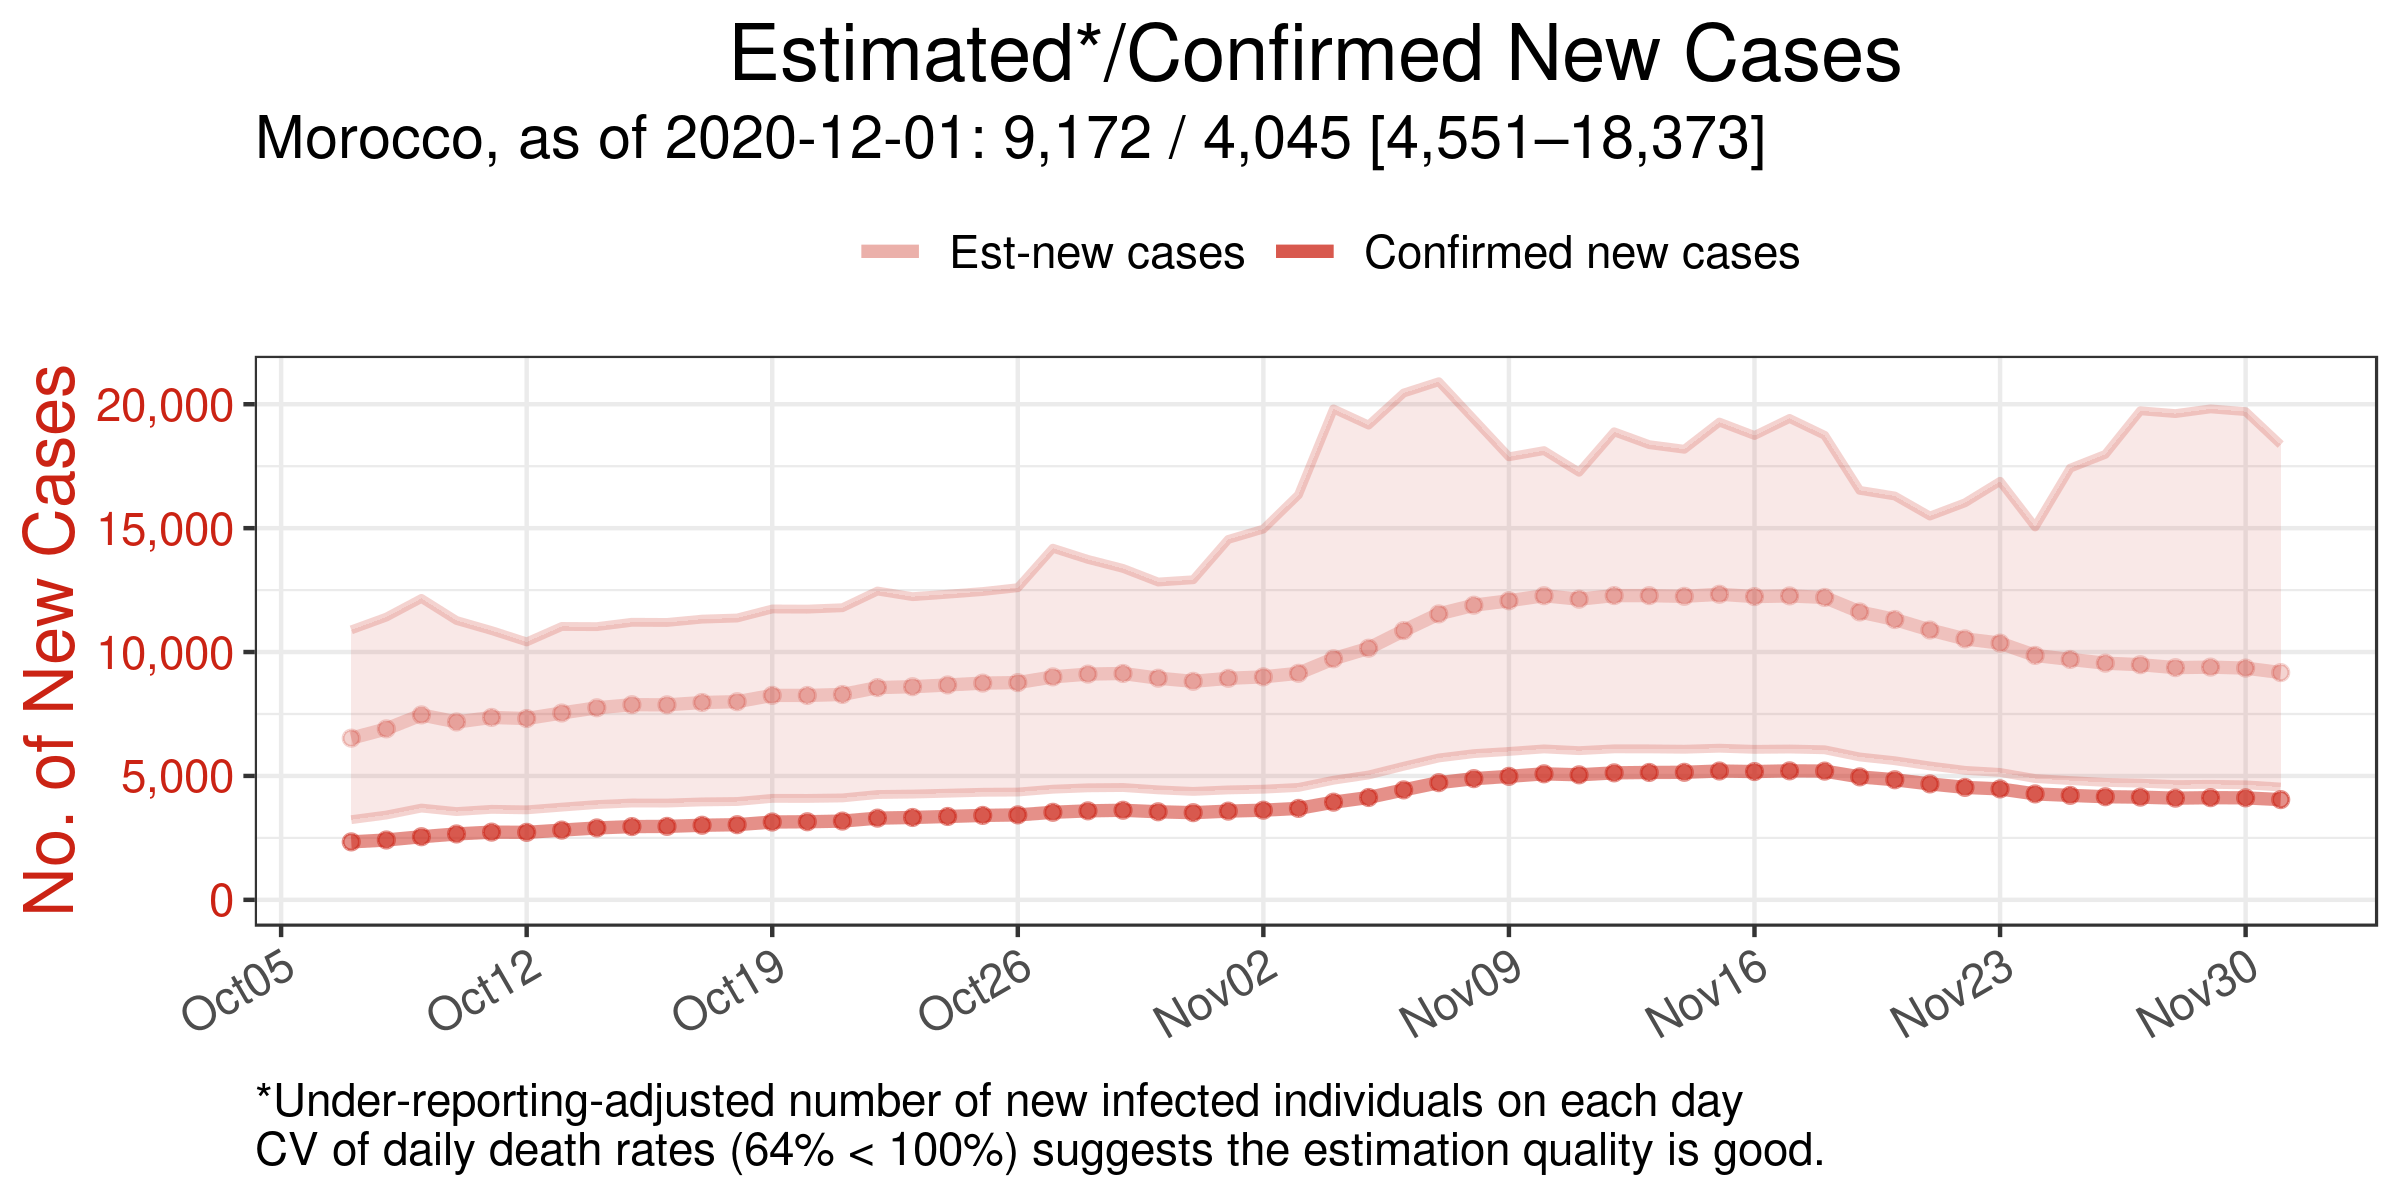 Estimated*/Confirmed New Cases
Morocco, as of 2020-12-01: 9,172 / 4,045 [4,551–18,373]
Est-new cases
Confirmed new cases
No. of New Cases
20,000
15,000
10,000
5,000
0
Oct05
Oct12
Oct19
Oct26
Nov02
Nov09
Nov16
Nov23
Nov30
*Under-reporting-adjusted number of new infected individuals on each day
CV of daily death rates (64% < 100%) suggests the estimation quality is good.